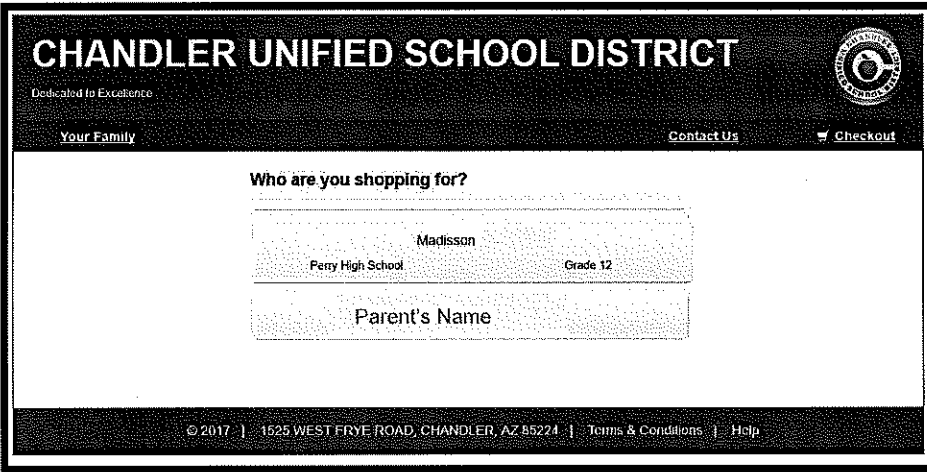 CHANDLER UNIFIED SCHOOL DISTRICT
Dedicated to Excellence
Your Family Contact Us Checkout
Who are you shopping for?
Madisson
Perry High School Grade 12
Parent's Name
© 2017 | 1525 WEST FRYE ROAD, CHANDLER, AZ 85224 | Terms & Conditions | Help